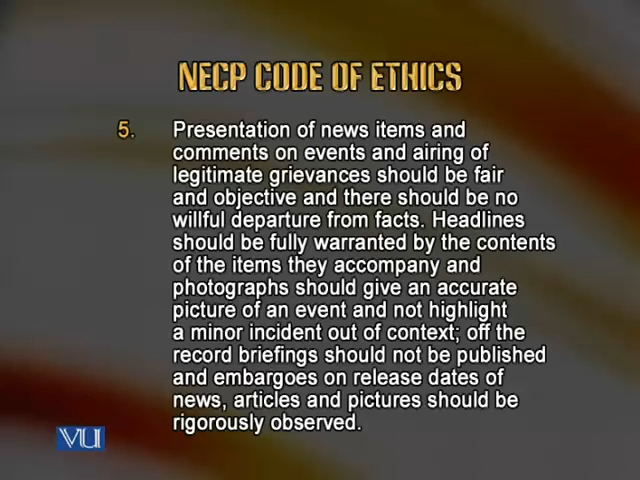 NECP CODE OF ETHICS
5. Presentation of news items and
comments on events and airing of
legitimate grievances should be fair
and objective and there should be no
willful departure from facts. Headlines
should be fully warranted by the contents
of the items they accompany and
photographs should give an accurate
picture of an event and not highlight
a minor incident out of context; off the
record briefings should not be published
and embargoes on release dates of
news, articles and pictures should be
rigorously observed.
VU